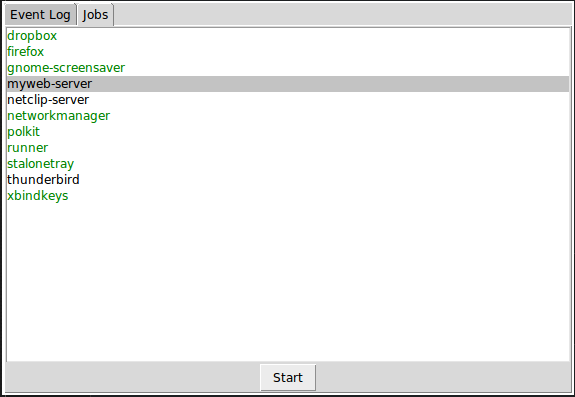 Event Log Jobs
dropbox
firefox
gnome-screensaver
myweb-server
netclip-server
networkmanager
polkit
runner
stalonetray
thunderbird
xbindkeys
Start